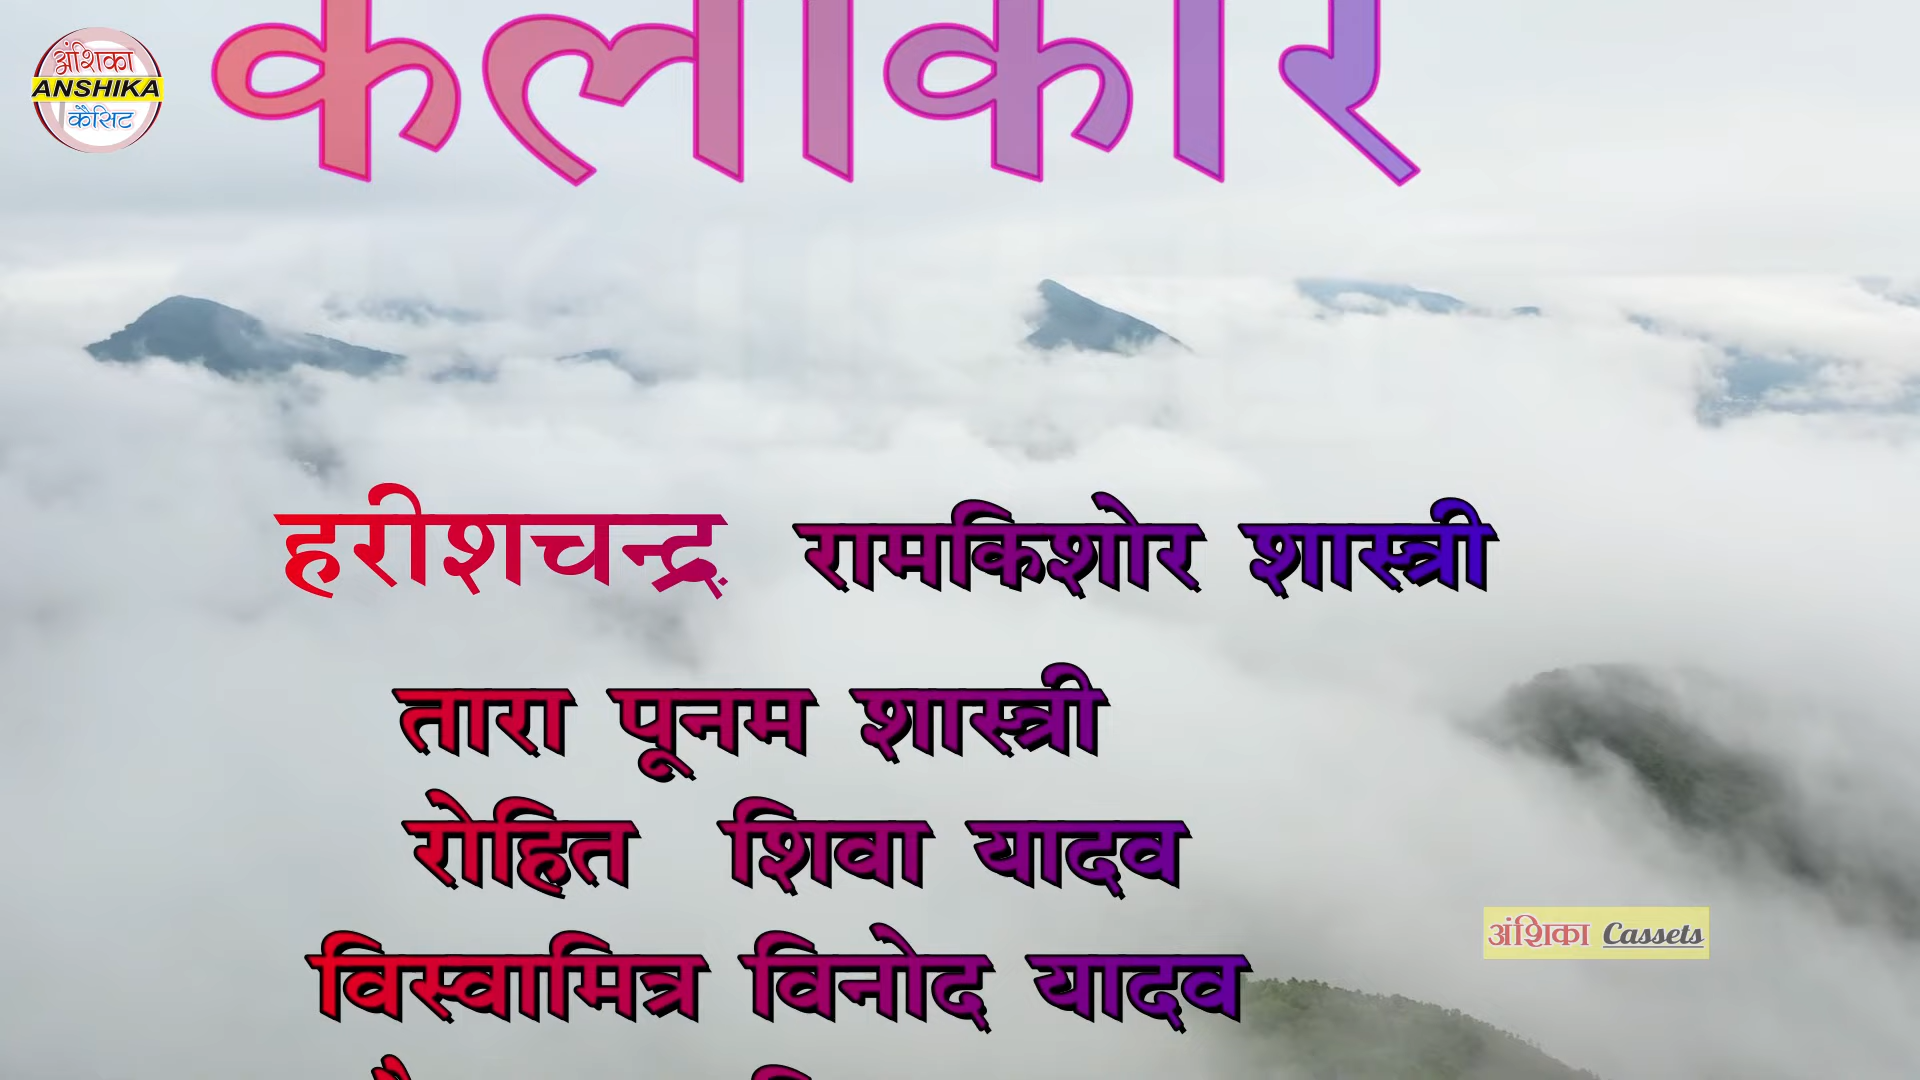 अंशिका
ANSHIKA
कैसिट
कलाकार
हरीशचन्द्र रामकिशोर शास्त्री
तारा पूनम शास्त्री
रोहित शिवा यादव
विस्वामित्र विनोद यादव
अंशिका Cassets